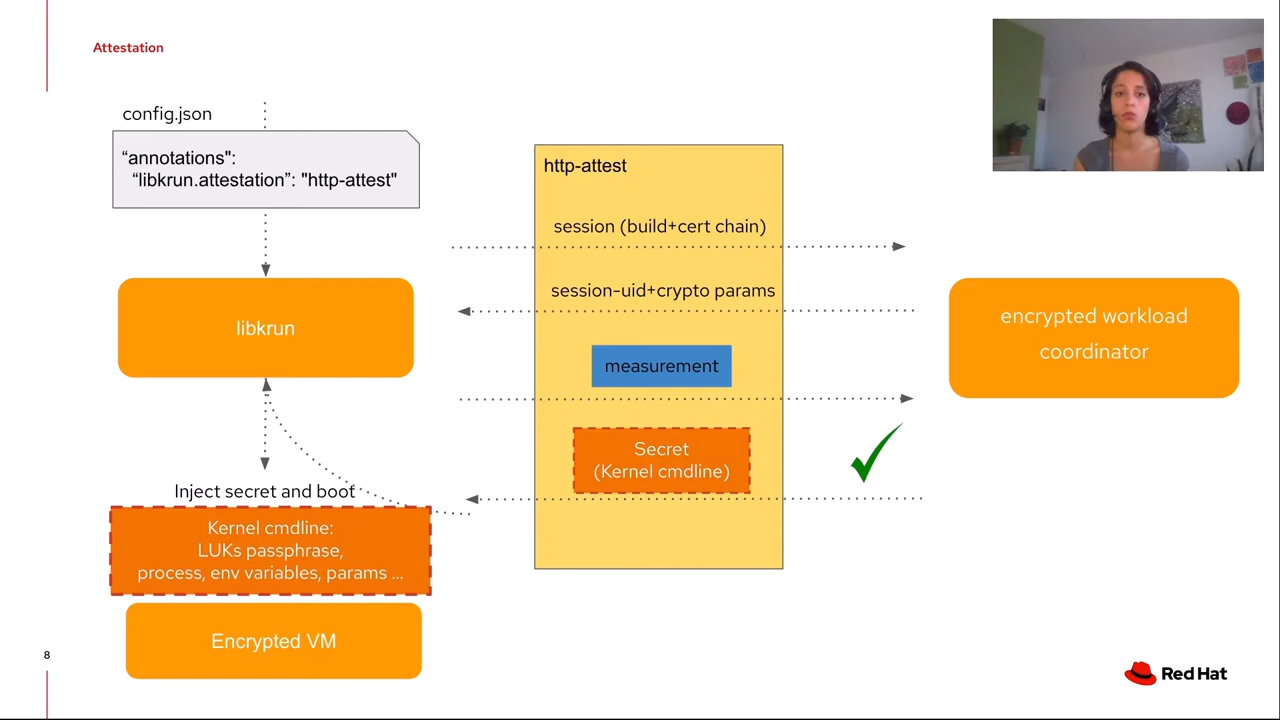 Attestation
config.json
“annotations":
“libkrun.attestation”: "http-attest"
http-attest
session (build+cert chain)
session-uid+crypto params
libkrun
encrypted workload
coordinator
measurement
Secret
(Kernel cmdline)
Inject secret and boot
Kernel cmdline:
LUKs passphrase,
process, env variables, params ...
Encrypted VM
8
Red Hat